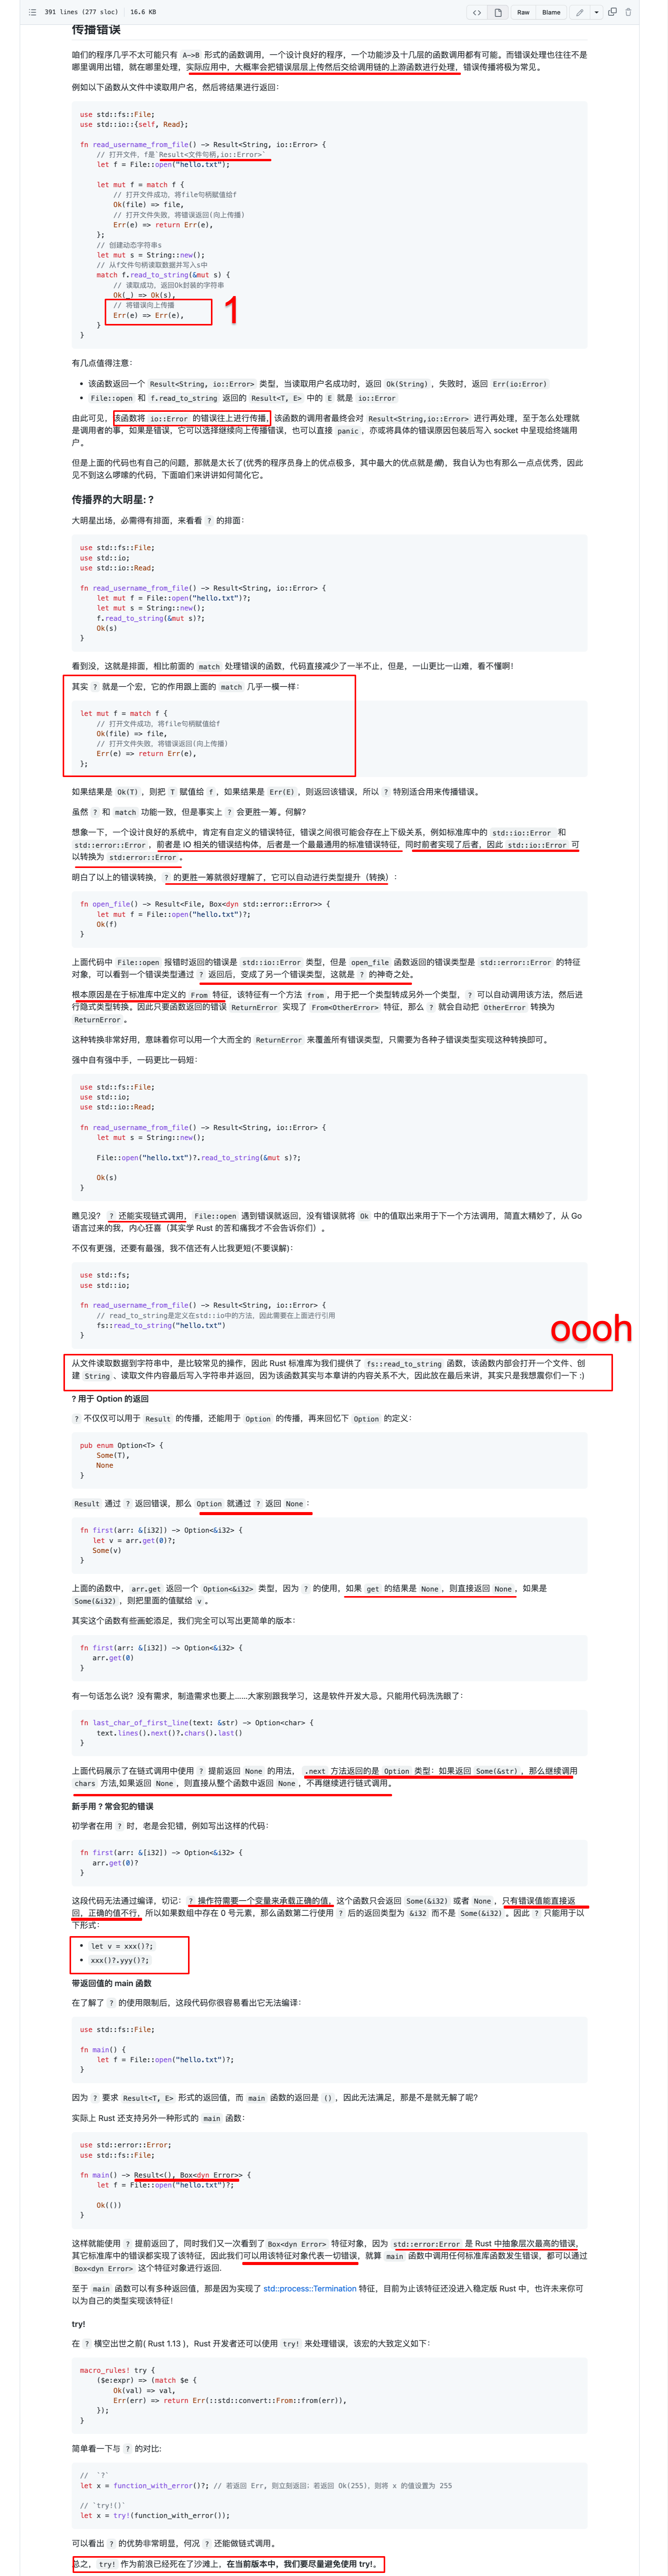 391 lines (277 sloc) 16.6 KB
Raw Blame
传播错误
咱们的程序几乎不太可能只有 A->B 形式的函数调用，一个设计良好的程序，一个功能涉及十几层的函数调用都有可能。而错误处理也往往不是
哪里调用出错，就在哪里处理，实际应用中，大概率会把错误层层上传然后交给调用链的上游函数进行处理，错误传播将极为常见。
例如以下函数从文件中读取用户名，然后将结果进行返回：
use std::fs::File;
use std::io::{self, Read};
fn read_username_from_file() -> Result<String, io::Error> {
// 打开文件，f是`Result<文件句柄,io::Error>`
let f = File::open("hello.txt");
let mut f = match f {
// 打开文件成功，将file句柄赋值给f
Ok(file) => file,
// 打开文件失败，将错误返回(向上传播)
Err(e) => return Err(e),
};
// 创建动态字符串s
let mut s = String::new();
// 从f文件句柄读取数据并写入s中
match f.read_to_string(&mut s) {
// 读取成功，返回Ok封装的字符串
Ok(_) => Ok(s),
// 将错误向上传播
Err(e) => Err(e),
}
}
1
有几点值得注意：
• 该函数返回一个 Result<String, io::Error> 类型，当读取用户名成功时，返回 Ok(String)，失败时，返回 Err(io:Error)
• File::open 和 f.read_to_string 返回的 Result<T, E> 中的 E 就是 io::Error
由此可见，该函数将 io::Error 的错误往上进行传播，该函数的调用者最终会对 Result<String,io::Error> 进行再处理，至于怎么处理就
是调用者的事，如果是错误，它可以选择继续向上传播错误，也可以直接 panic，亦或将具体的错误原因包装后写入 socket 中呈现给终端用
户。
但是上面的代码也有自己的问题，那就是太长了(优秀的程序员身上的优点极多，其中最大的优点就是懒)，我自认为也有那么一点点优秀，因此
见不到这么啰嗦的代码，下面咱们来讲讲如何简化它。
传播界的大明星: ?
大明星出场，必需得有排面，来看看 ? 的排面：
use std::fs::File;
use std::io;
use std::io::Read;
fn read_username_from_file() -> Result<String, io::Error> {
let mut f = File::open("hello.txt")?;
let mut s = String::new();
f.read_to_string(&mut s)?;
Ok(s)
}
看到没，这就是排面，相比前面的 match 处理错误的函数，代码直接减少了一半不止，但是，一山更比一山难，看不懂啊！
其实 ? 就是一个宏，它的作用跟上面的 match 几乎一模一样：
let mut f = match f {
// 打开文件成功，将file句柄赋值给f
Ok(file) => file,
// 打开文件失败，将错误返回(向上传播)
Err(e) => return Err(e),
};
如果结果是 Ok(T)，则把 T 赋值给 f，如果结果是 Err(E)，则返回该错误，所以 ? 特别适合用来传播错误。
虽然 ? 和 match 功能一致，但是事实上 ? 会更胜一筹。何解？
想象一下，一个设计良好的系统中，肯定有自定义的错误特征，错误之间很可能会存在上下级关系，例如标准库中的 std::io::Error 和
std::error::Error，前者是 IO 相关的错误结构体，后者是一个最最通用的标准错误特征，同时前者实现了后者，因此 std::io::Error 可
以转换为 std:error::Error。
明白了以上的错误转换，? 的更胜一筹就很好理解了，它可以自动进行类型提升（转换）：
fn open_file() -> Result<File, Box<dyn std::error::Error>> {
let mut f = File::open("hello.txt")?;
Ok(f)
}
上面代码中 File::open 报错时返回的错误是 std::io::Error 类型，但是 open_file 函数返回的错误类型是 std::error::Error 的特征
对象，可以看到一个错误类型通过 ? 返回后，变成了另一个错误类型，这就是 ? 的神奇之处。
根本原因是在于标准库中定义的 From 特征，该特征有一个方法 from，用于把一个类型转成另外一个类型，? 可以自动调用该方法，然后进
行隐式类型转换。因此只要函数返回的错误 ReturnError 实现了 From<OtherError> 特征，那么 ? 就会自动把 OtherError 转换为
ReturnError。
这种转换非常好用，意味着你可以用一个大而全的 ReturnError 来覆盖所有错误类型，只需要为各种子错误类型实现这种转换即可。
强中自有强中手，一码更比一码短：
use std::fs::File;
use std::io;
use std::io::Read;
fn read_username_from_file() -> Result<String, io::Error> {
let mut s = String::new();
File::open("hello.txt")?.read_to_string(&mut s)?;
Ok(s)
}
瞧见没？ ? 还能实现链式调用，File::open 遇到错误就返回，没有错误就将 Ok 中的值取出来用于下一个方法调用，简直太精妙了，从 Go
语言过来的我，内心狂喜（其实学 Rust 的苦和痛我才不会告诉你们）。
不仅有更强，还要有最强，我不信还有人比我更短(不要误解)：
use std::fs;
use std::io;
fn read_username_from_file() -> Result<String, io::Error> {
// read_to_string是定义在std::io中的方法，因此需要在上面进行引用
fs::read_to_string("hello.txt")
}
oooh
从文件读取数据到字符串中，是比较常见的操作，因此 Rust 标准库为我们提供了 fs::read_to_string 函数，该函数内部会打开一个文件、创
建 String、读取文件内容最后写入字符串并返回，因为该函数其实与本章讲的内容关系不大，因此放在最后来讲，其实只是我想震你们一下 :)
? 用于 Option 的返回
? 不仅仅可以用于 Result 的传播，还能用于 Option 的传播，再来回忆下 Option 的定义：
pub enum Option<T> {
Some(T),
None
}
Result 通过 ? 返回错误，那么 Option 就通过 ? 返回 None：
fn first(arr: &[i32]) -> Option<&i32> {
let v = arr.get(0)?;
Some(v)
}
上面的函数中，arr.get 返回一个 Option<&i32> 类型，因为 ? 的使用，如果 get 的结果是 None，则直接返回 None，如果是
Some(&i32)，则把里面的值赋给 v。
其实这个函数有些画蛇添足，我们完全可以写出更简单的版本：
fn first(arr: &[i32]) -> Option<&i32> {
arr.get(0)
}
有一句话怎么说？没有需求，制造需求也要上......大家别跟我学习，这是软件开发大忌。只能用代码洗洗眼了：
fn last_char_of_first_line(text: &str) -> Option<char> {
text.lines().next()?.chars().last()
}
上面代码展示了在链式调用中使用 ? 提前返回 None 的用法，.next 方法返回的是 Option 类型：如果返回 Some(&str)，那么继续调用
chars 方法,如果返回 None，则直接从整个函数中返回 None，不再继续进行链式调用。
新手用 ? 常会犯的错误
初学者在用 ? 时，老是会犯错，例如写出这样的代码：
fn first(arr: &[i32]) -> Option<&i32> {
arr.get(0)?
}
这段代码无法通过编译，切记：? 操作符需要一个变量来承载正确的值，这个函数只会返回 Some(&i32) 或者 None，只有错误值能直接返
回，正确的值不行，所以如果数组中存在 0 号元素，那么函数第二行使用 ? 后的返回类型为 &i32 而不是 Some(&i32)。因此 ? 只能用于以
下形式：
• let v = xxx()?;
• xxx()?.yyy()?;
带返回值的 main 函数
在了解了 ? 的使用限制后，这段代码你很容易看出它无法编译：
use std::fs::File;
fn main() {
let f = File::open("hello.txt")?;
}
因为 ? 要求 Result<T, E> 形式的返回值，而 main 函数的返回是 ()，因此无法满足，那是不是就无解了呢？
实际上 Rust 还支持另外一种形式的 main 函数：
use std::error::Error;
use std::fs::File;
fn main() -> Result<(), Box<dyn Error>> {
let f = File::open("hello.txt")?;
Ok(())
}
这样就能使用 ? 提前返回了，同时我们又一次看到了 Box<dyn Error> 特征对象，因为 std::error:Error 是 Rust 中抽象层次最高的错误，
其它标准库中的错误都实现了该特征，因此我们可以用该特征对象代表一切错误，就算 main 函数中调用任何标准库函数发生错误，都可以通过
Box<dyn Error> 这个特征对象进行返回.
至于 main 函数可以有多种返回值，那是因为实现了 std::process::Termination 特征，目前为止该特征还没进入稳定版 Rust 中，也许未来你可
以为自己的类型实现该特征！
try!
在 ? 横空出世之前( Rust 1.13 )，Rust 开发者还可以使用 try! 来处理错误，该宏的大致定义如下：
macro_rules! try {
($e:expr) => (match $e {
Ok(val) => val,
Err(err) => return Err(::std::convert::From::from(err)),
});
}
简单看一下与 ? 的对比:
// `?`
let x = function_with_error()?; // 若返回 Err, 则立刻返回；若返回 Ok(255)，则将 x 的值设置为 255
// `try!()`
let x = try!(function_with_error());
可以看出 ? 的优势非常明显，何况 ? 还能做链式调用。
总之，try! 作为前浪已经死在了沙滩上，在当前版本中，我们要尽量避免使用 try!。